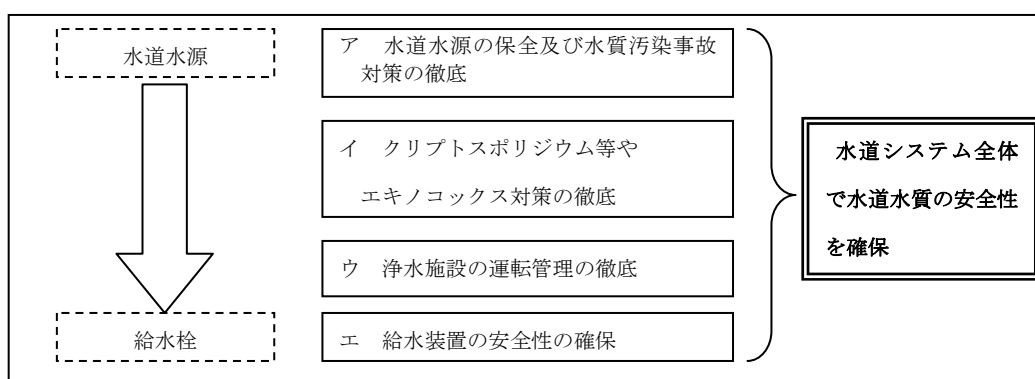 水道水源
ア 水道水源の保全及び水質汚染事故
対策の徹底
イ クリプトスポリジウム等や
エキノコックス対策の徹底
ウ 浄水施設の運転管理の徹底
給水栓
エ 給水装置の安全性の確保
水道システム全体
で水道水質の安全性
を確保